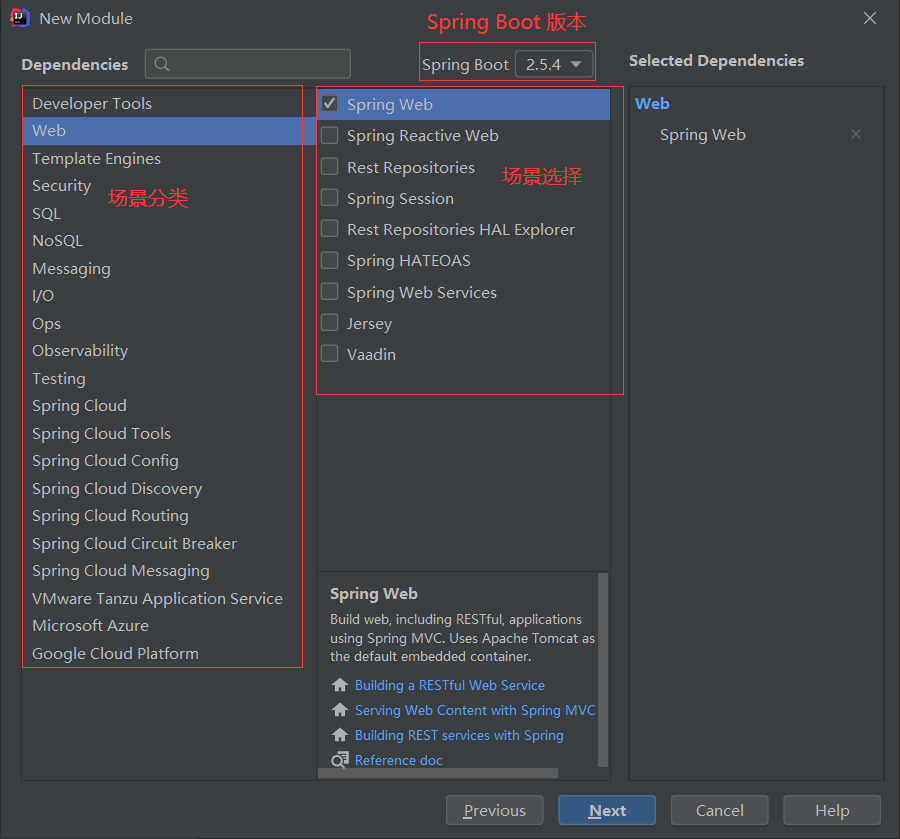 New Module
Spring Boot 版本
Dependencies
Spring Boot 2.5.4
Selected Dependencies
Developer Tools
Web
Template Engines
Security
场景分类
SQL
NoSQL
Messaging
I/O
Ops
Observability
Testing
Spring Cloud
Spring Cloud Tools
Spring Cloud Config
Spring Cloud Discovery
Spring Cloud Routing
Spring Cloud Circuit Breaker
Spring Cloud Messaging
VMware Tanzu Application Service
Microsoft Azure
Google Cloud Platform
Spring Web
Spring Reactive Web
Rest Repositories
场景选择
Spring Session
Rest Repositories HAL Explorer
Spring HATEOAS
Spring Web Services
Jersey
Vaadin
Spring Web
Build web, including RESTful, applications
using Spring MVC. Uses Apache Tomcat as
the default embedded container.
Building a RESTful Web Service
Serving Web Content with Spring MVC
Building REST services with Spring
Reference doc
Web
Spring Web
Previous
Next
Cancel
Help